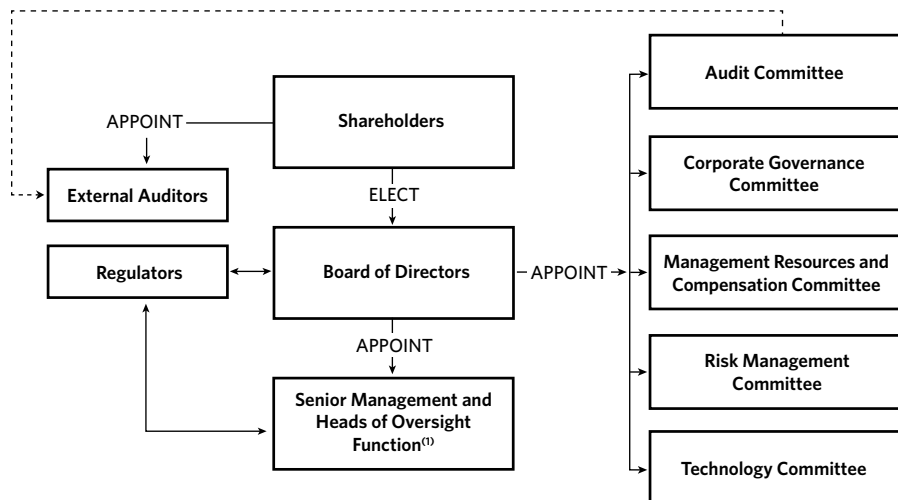 Audit Committee
Shareholders
APPOINT
Corporate Governance
Committee
External Auditors
ELECT
Regulators
Board of Directors
APPOINT
Management Resources and
Compensation Committee
APPOINT
Risk Management
Committee
Senior Management and
Heads of Oversight
Function(1)
Technology Committee